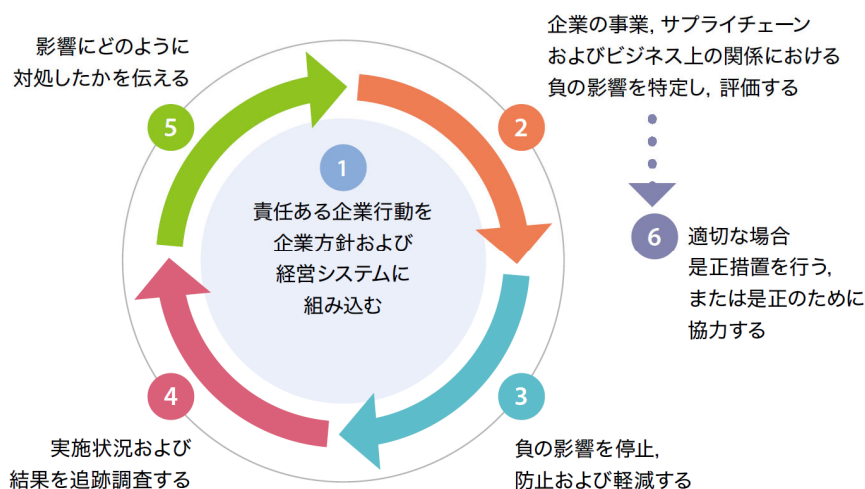 1
責任ある企業行動を
企業方針および
経営システムに
組み込む
2
企業の事業, サプライチェーン
およびビジネス上の関係における
負の影響を特定し, 評価する
3
負の影響を停止,
防止および軽減する
4
実施状況および
結果を追跡調査する
5
影響にどのように
対処したかを伝える
6
適切な場合
是正措置を行う,
または是正のために
協力する